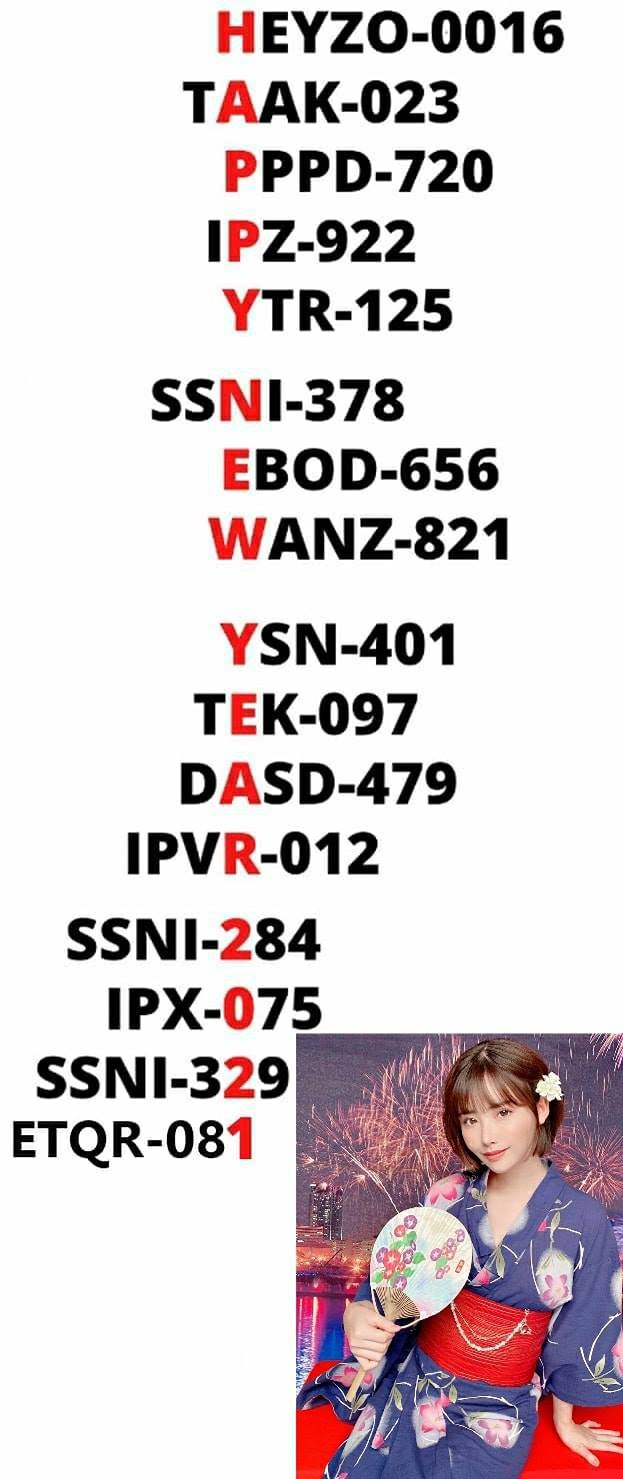 HEYZO-0016
TAAK-023
PPPD-720
IPZ-922
YTR-125
SSNI-378
EBOD-656
WANZ-821
YSN-401
TEK-097
DASD-479
IPVR-012
SSNI-284
IPX-075
SSNI-329
ETQR-081